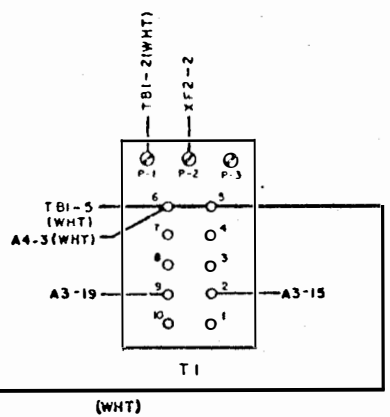 TB1-2(WHT)
XF2-2
P-1 P-2 P-3
TB1-5
(WHT)
A4-3(WHT)
6 5
7 4
8 3
A3-19 9 2 A3-15
10 1
T1
(WHT)